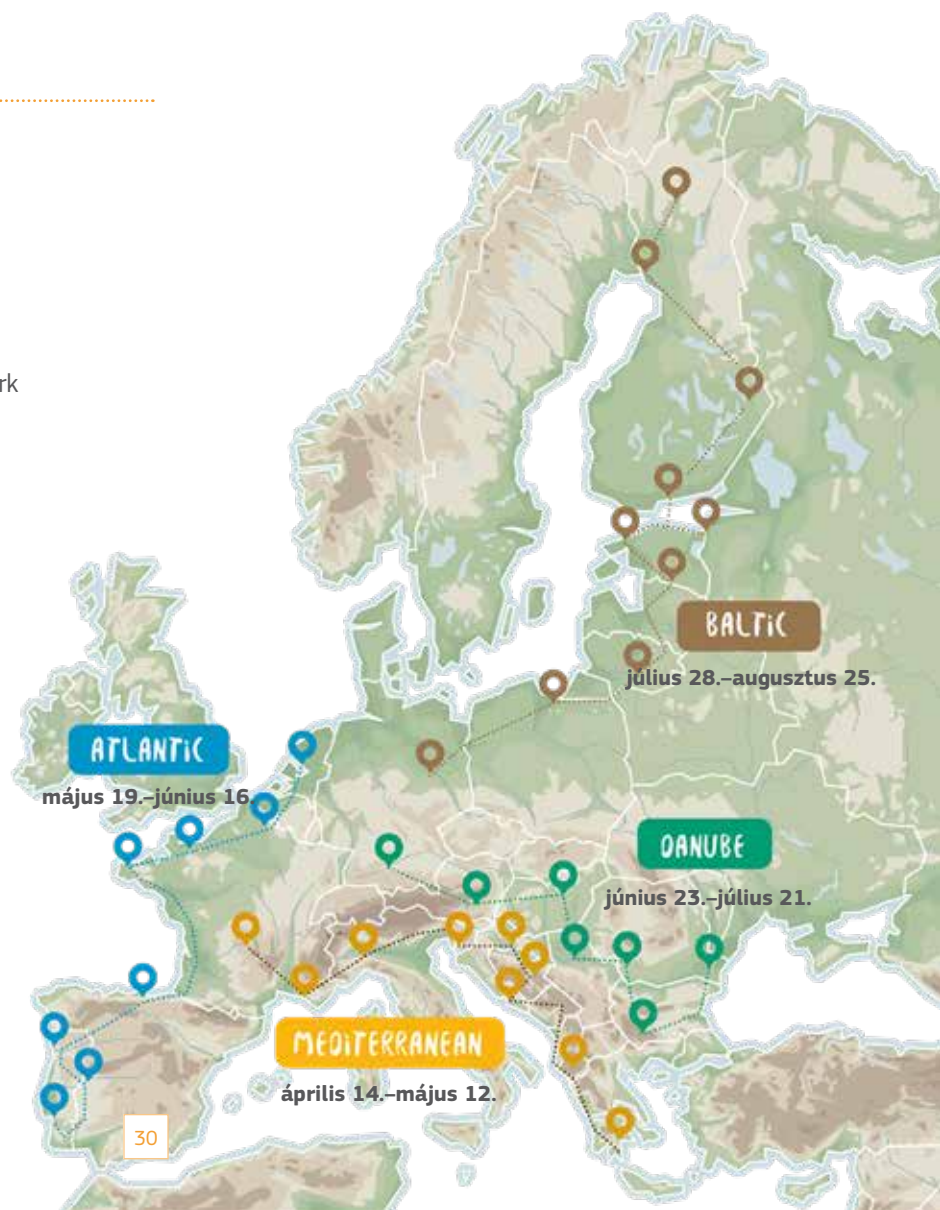 rk
BALTIC
július 28.–augusztus 25.
ATLANTIC
május 19.–június 16.
DANUBE
június 23.–július 21.
MEDITERRANEAN
április 14.–május 12.
30